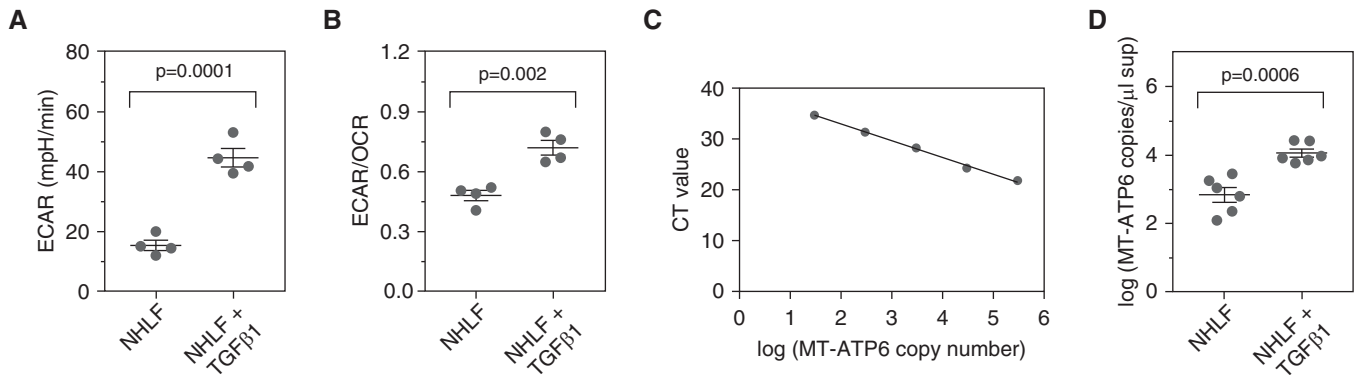 A
ECAR (mpH/min)
80
60
40
20
0
p=0.0001
NHLF
NHLF +
TGFβ1
B
ECAR/OCR
1.2
0.9
0.6
0.3
0.0
p=0.002
NHLF
NHLF +
TGFβ1
C
CT value
40
30
20
10
0
0 1 2 3 4 5 6
log (MT-ATP6 copy number)
D
log (MT-ATP6 copies/μl sup)
6
4
2
0
p=0.0006
NHLF
NHLF +
TGFβ1